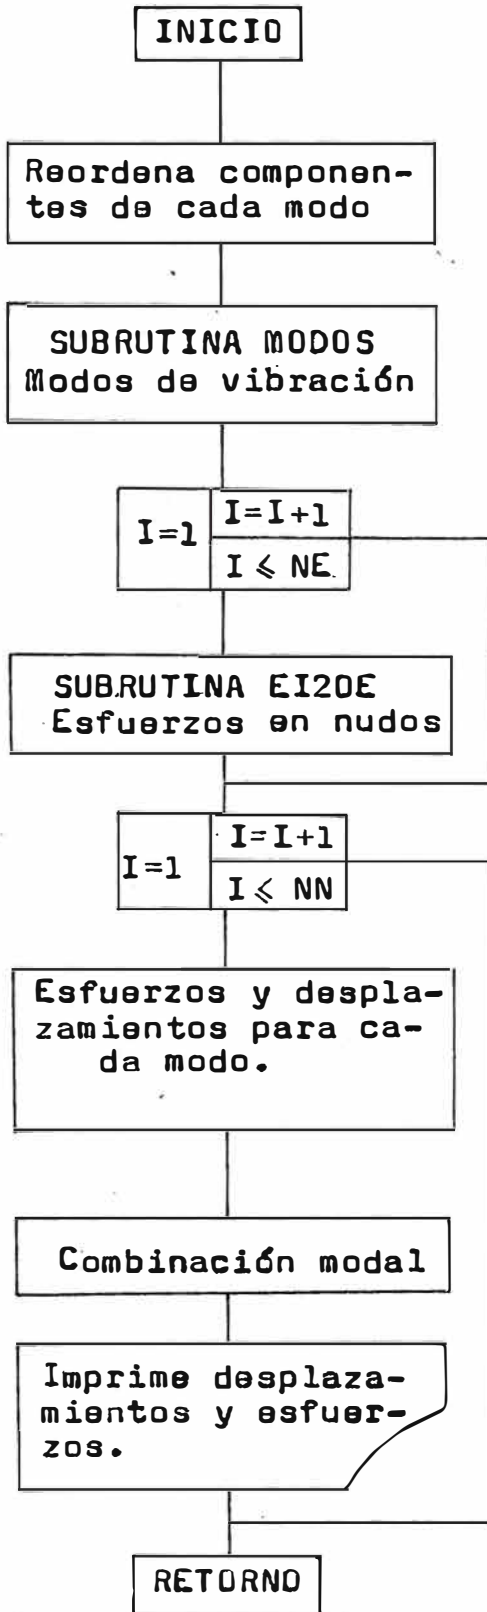 INICIO
Reordena componen-
tes de cada modo
SUBRUTINA MODOS
Modos de vibración
I=1
I=I+1
I ⩽ NE
SUBRUTINA EI20E
Esfuerzos en nudos
I=1
I=I+1
I ⩽ NN
Esfuerzos y despla-
zamientos para ca-
da modo.
Combinación modal
Imprime desplaza-
mientos y esfuer-
zos.
RETORNO